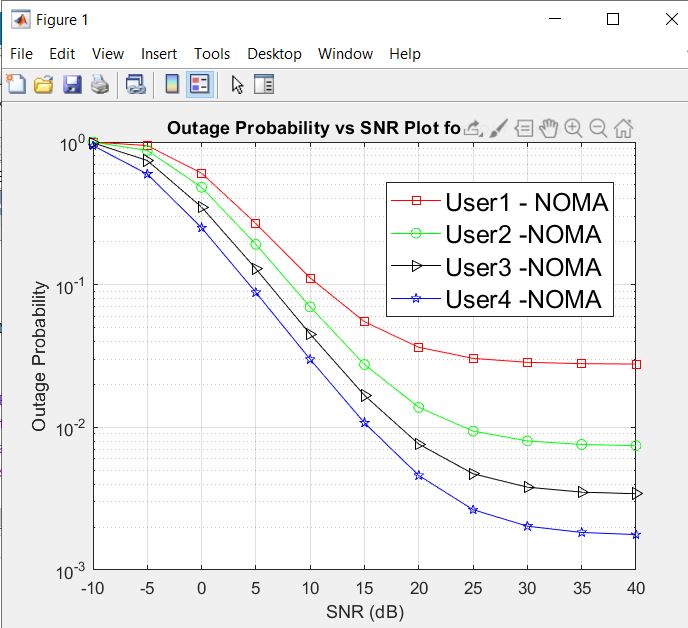 Figure 1
File Edit View Insert Tools Desktop Window Help
Outage Probability vs SNR Plot fo
10^0
10^-1
10^-2
10^-3
Outage Probability
User1 - NOMA
User2 -NOMA
User3 -NOMA
User4 -NOMA
-10 -5 0 5 10 15 20 25 30 35 40
SNR (dB)